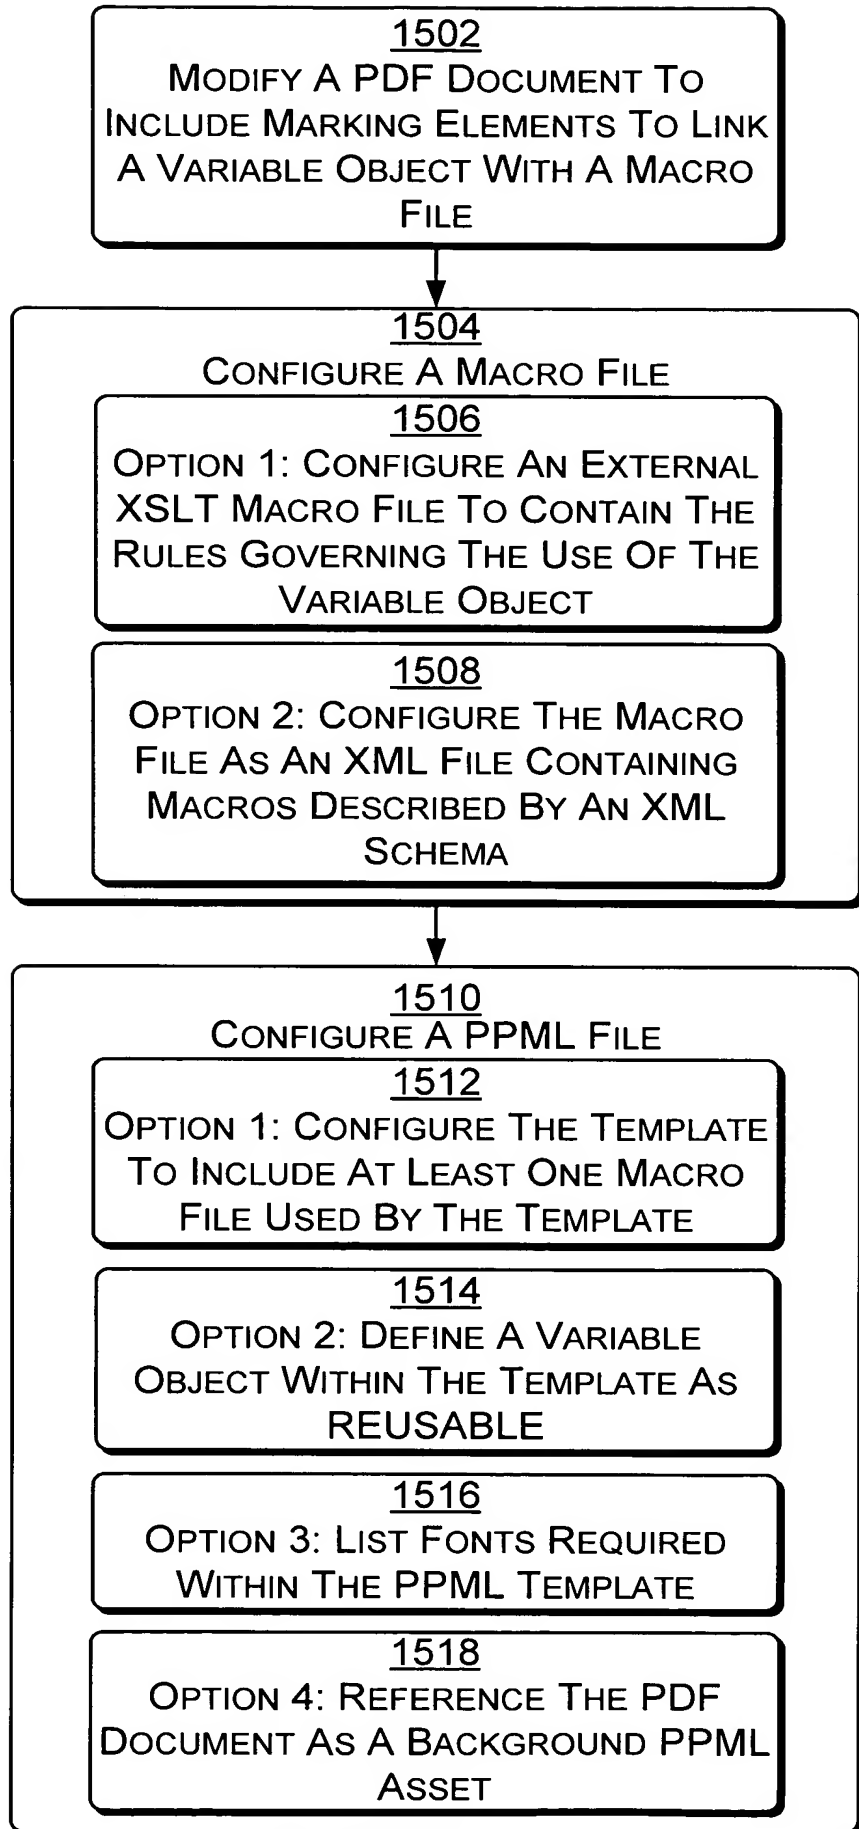 1502
MODIFY A PDF DOCUMENT TO
INCLUDE MARKING ELEMENTS TO LINK
A VARIABLE OBJECT WITH A MACRO
FILE
1504
CONFIGURE A MACRO FILE
1506
OPTION 1: CONFIGURE AN EXTERNAL
XSLT MACRO FILE TO CONTAIN THE
RULES GOVERNING THE USE OF THE
VARIABLE OBJECT
1508
OPTION 2: CONFIGURE THE MACRO
FILE AS AN XML FILE CONTAINING
MACROS DESCRIBED BY AN XML
SCHEMA
1510
CONFIGURE A PPML FILE
1512
OPTION 1: CONFIGURE THE TEMPLATE
TO INCLUDE AT LEAST ONE MACRO
FILE USED BY THE TEMPLATE
1514
OPTION 2: DEFINE A VARIABLE
OBJECT WITHIN THE TEMPLATE AS
REUSABLE
1516
OPTION 3: LIST FONTS REQUIRED
WITHIN THE PPML TEMPLATE
1518
OPTION 4: REFERENCE THE PDF
DOCUMENT AS A BACKGROUND PPML
ASSET